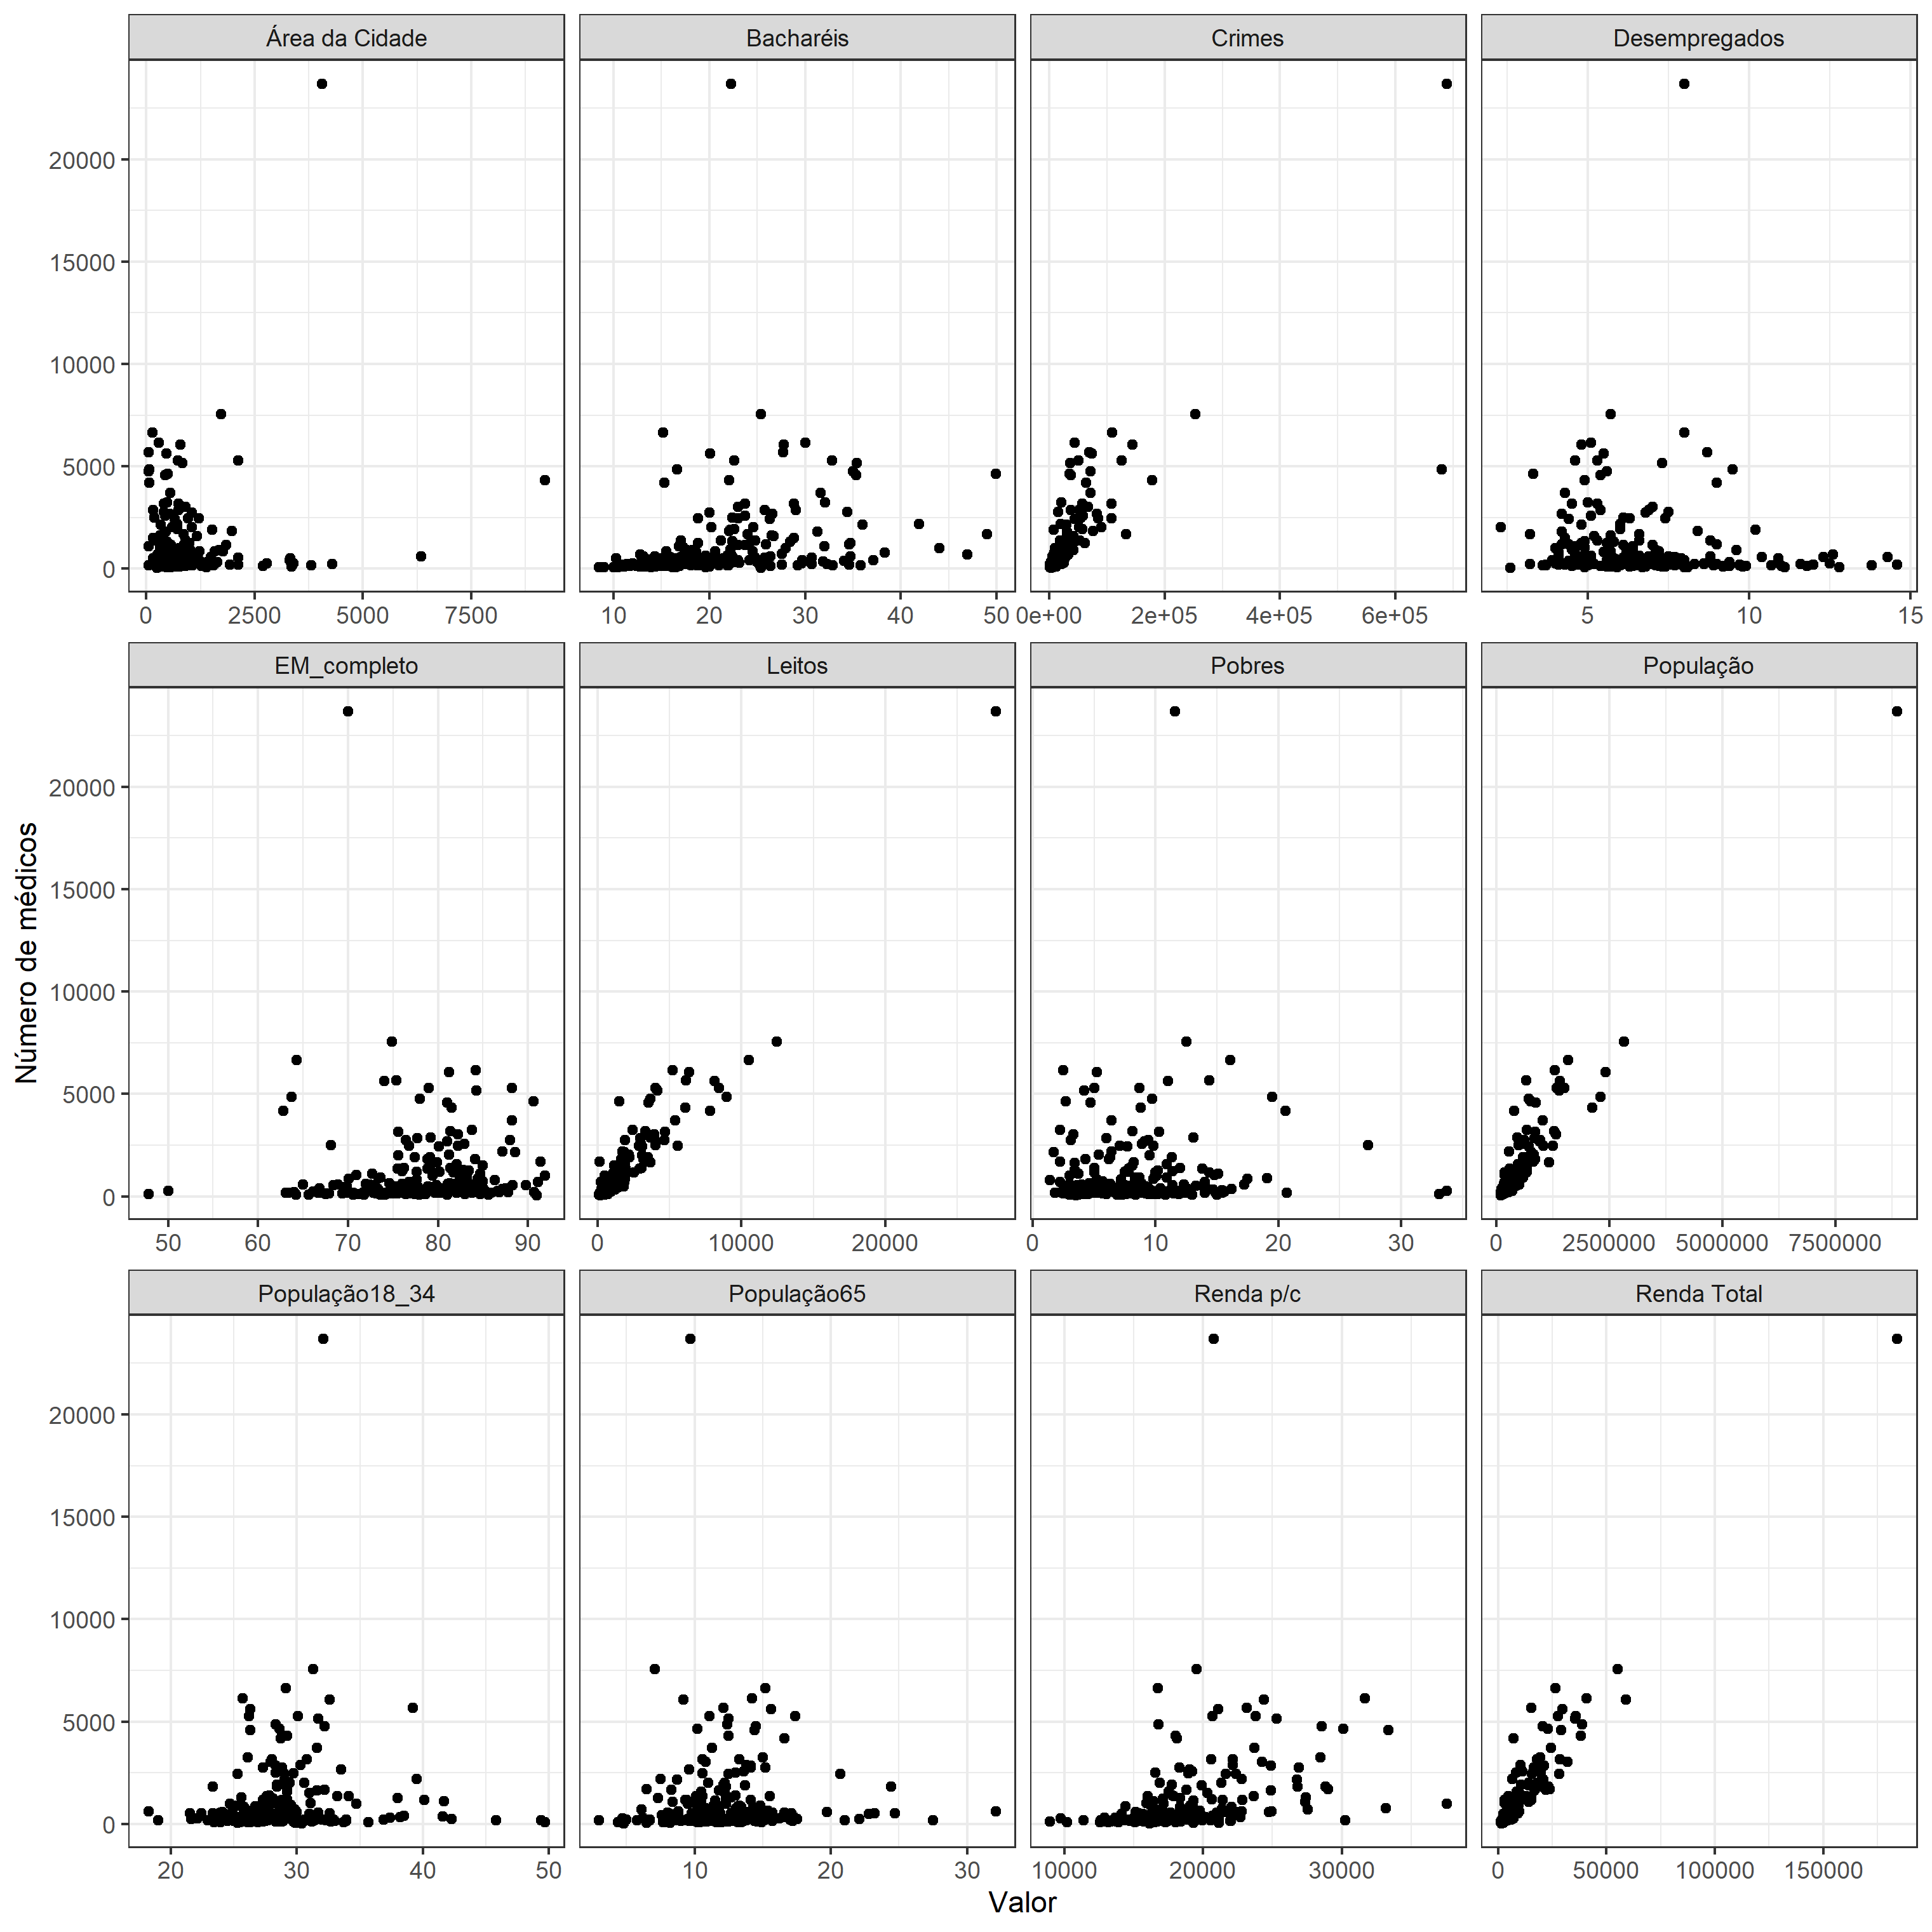 Área da Cidade Bacharéis Crimes Desempregados
20000
15000
10000
5000
0
0 2500 5000 7500 10 20 30 40 50 0e+00 2e+05 4e+05 6e+05 5 10 15
EM_completo Leitos Pobres População
20000
15000
10000
5000
0
50 60 70 80 90 0 10000 20000 0 10 20 30 0 2500000 5000000 7500000
Número de médicos
População18_34 População65 Renda p/c Renda Total
20000
15000
10000
5000
0
20 30 40 50 10 20 30 10000 20000 30000 0 50000 100000 150000
Valor